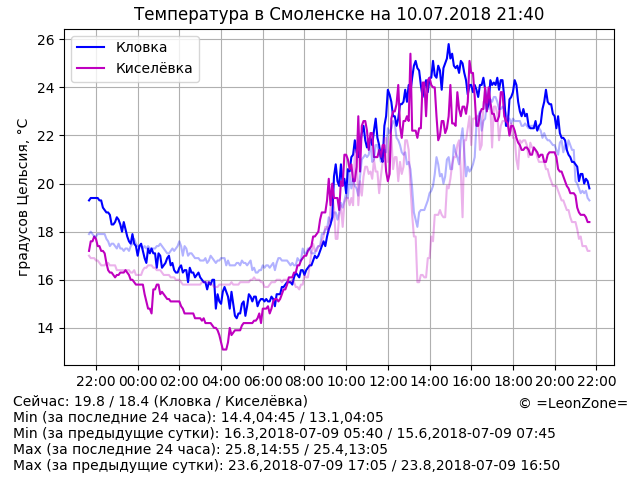 Температура в Смоленске на 10.07.2018 21:40
Кловка
Киселёвка
градусов Цельсия, °C
26
24
22
20
18
16
14
22:00 00:00 02:00 04:00 06:00 08:00 10:00 12:00 14:00 16:00 18:00 20:00 22:00
Сейчас: 19.8 / 18.4 (Кловка / Киселёвка)
© =LeonZone=
Min (за последние 24 часа): 14.4,04:45 / 13.1,04:05
Min (за предыдущие сутки): 16.3,2018-07-09 05:40 / 15.6,2018-07-09 07:45
Max (за последние 24 часа): 25.8,14:55 / 25.4,13:05
Max (за предыдущие сутки): 23.6,2018-07-09 17:05 / 23.8,2018-07-09 16:50